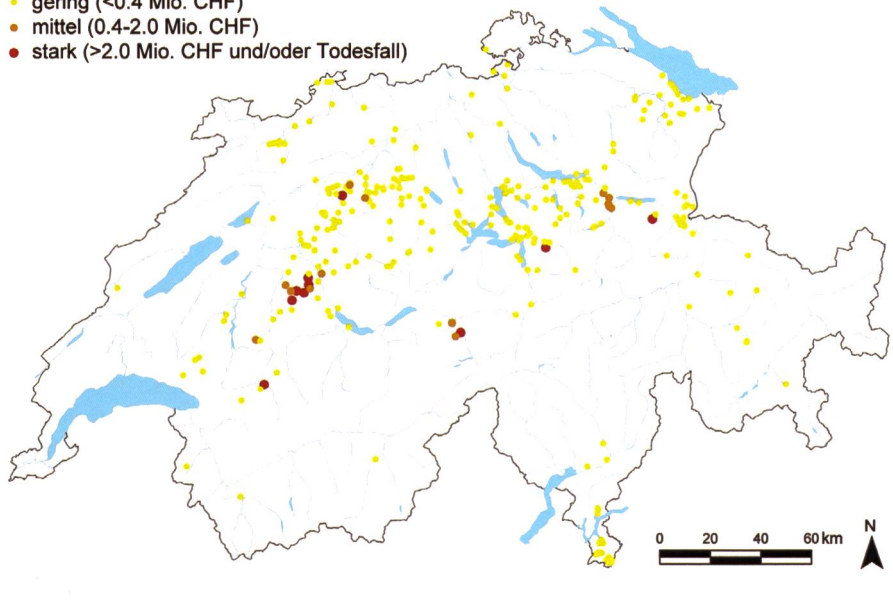 gering (<0.4 Mio. CHF)
mittel (0.4-2.0 Mio. CHF)
stark (>2.0 Mio. CHF und/oder Todesfall)
N
0 20 40 60 km